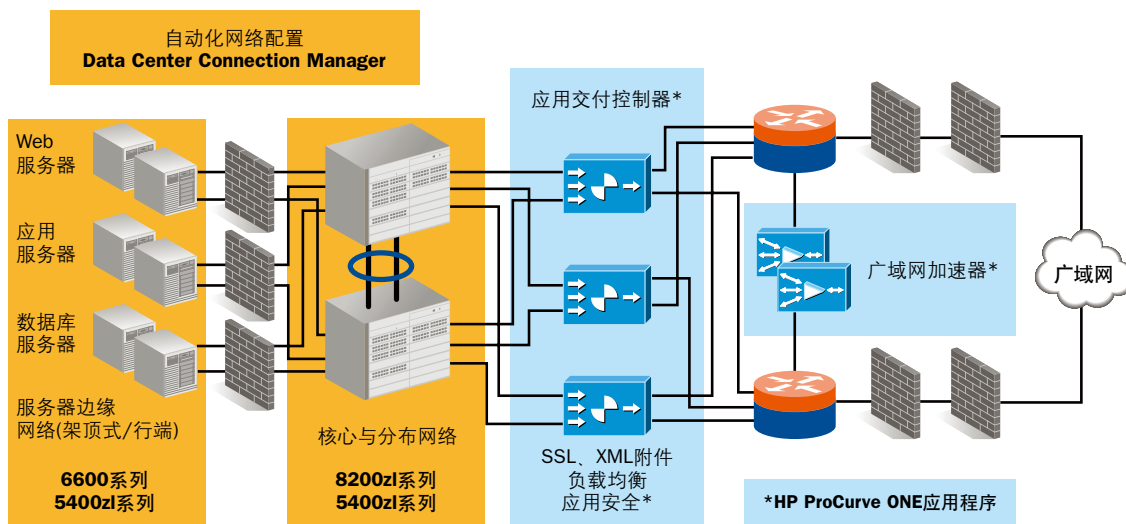 自动化网络配置
Data Center Connection Manager
Web
服务器
应用
服务器
数据库
服务器
服务器边缘
网络(架顶式/行端)
6600系列
5400zl系列
核心与分布网络
8200zl系列
5400zl系列
应用交付控制器*
SSL、XML附件
负载均衡
应用安全*
广域网加速器*
广域网
*HP ProCurve ONE应用程序